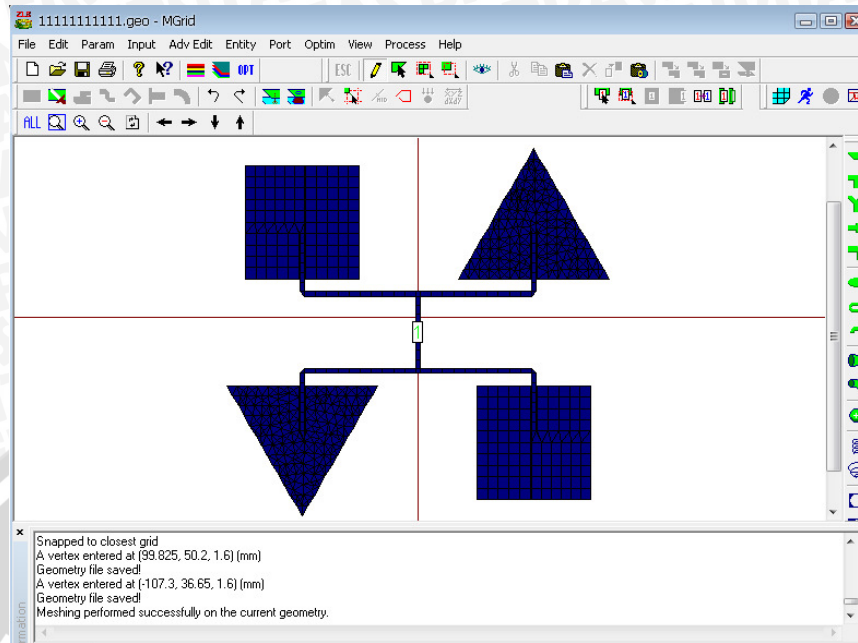 11111111111.geo - MGrid
File Edit Param Input Adv Edit Entity Port Optim View Process Help
OPT ESC
ALL
1
Snapped to closest grid
A vertex entered at (99.825, 50.2, 1.6) (mm)
Geometry file saved!
A vertex entered at (-107.3, 36.65, 1.6) (mm)
Geometry file saved!
Meshing performed successfully on the current geometry.